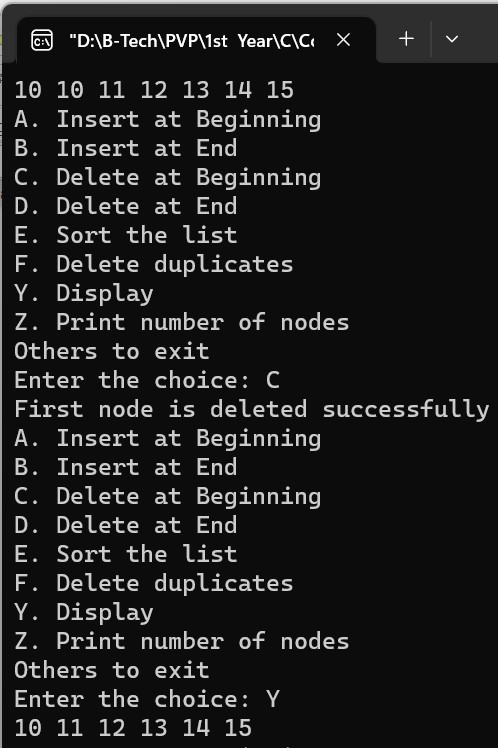 "D:\B-Tech\PVP\1st Year\C\Cc
10 10 11 12 13 14 15
A. Insert at Beginning
B. Insert at End
C. Delete at Beginning
D. Delete at End
E. Sort the list
F. Delete duplicates
Y. Display
Z. Print number of nodes
Others to exit
Enter the choice: C
First node is deleted successfully
A. Insert at Beginning
B. Insert at End
C. Delete at Beginning
D. Delete at End
E. Sort the list
F. Delete duplicates
Y. Display
Z. Print number of nodes
Others to exit
Enter the choice: Y
10 11 12 13 14 15